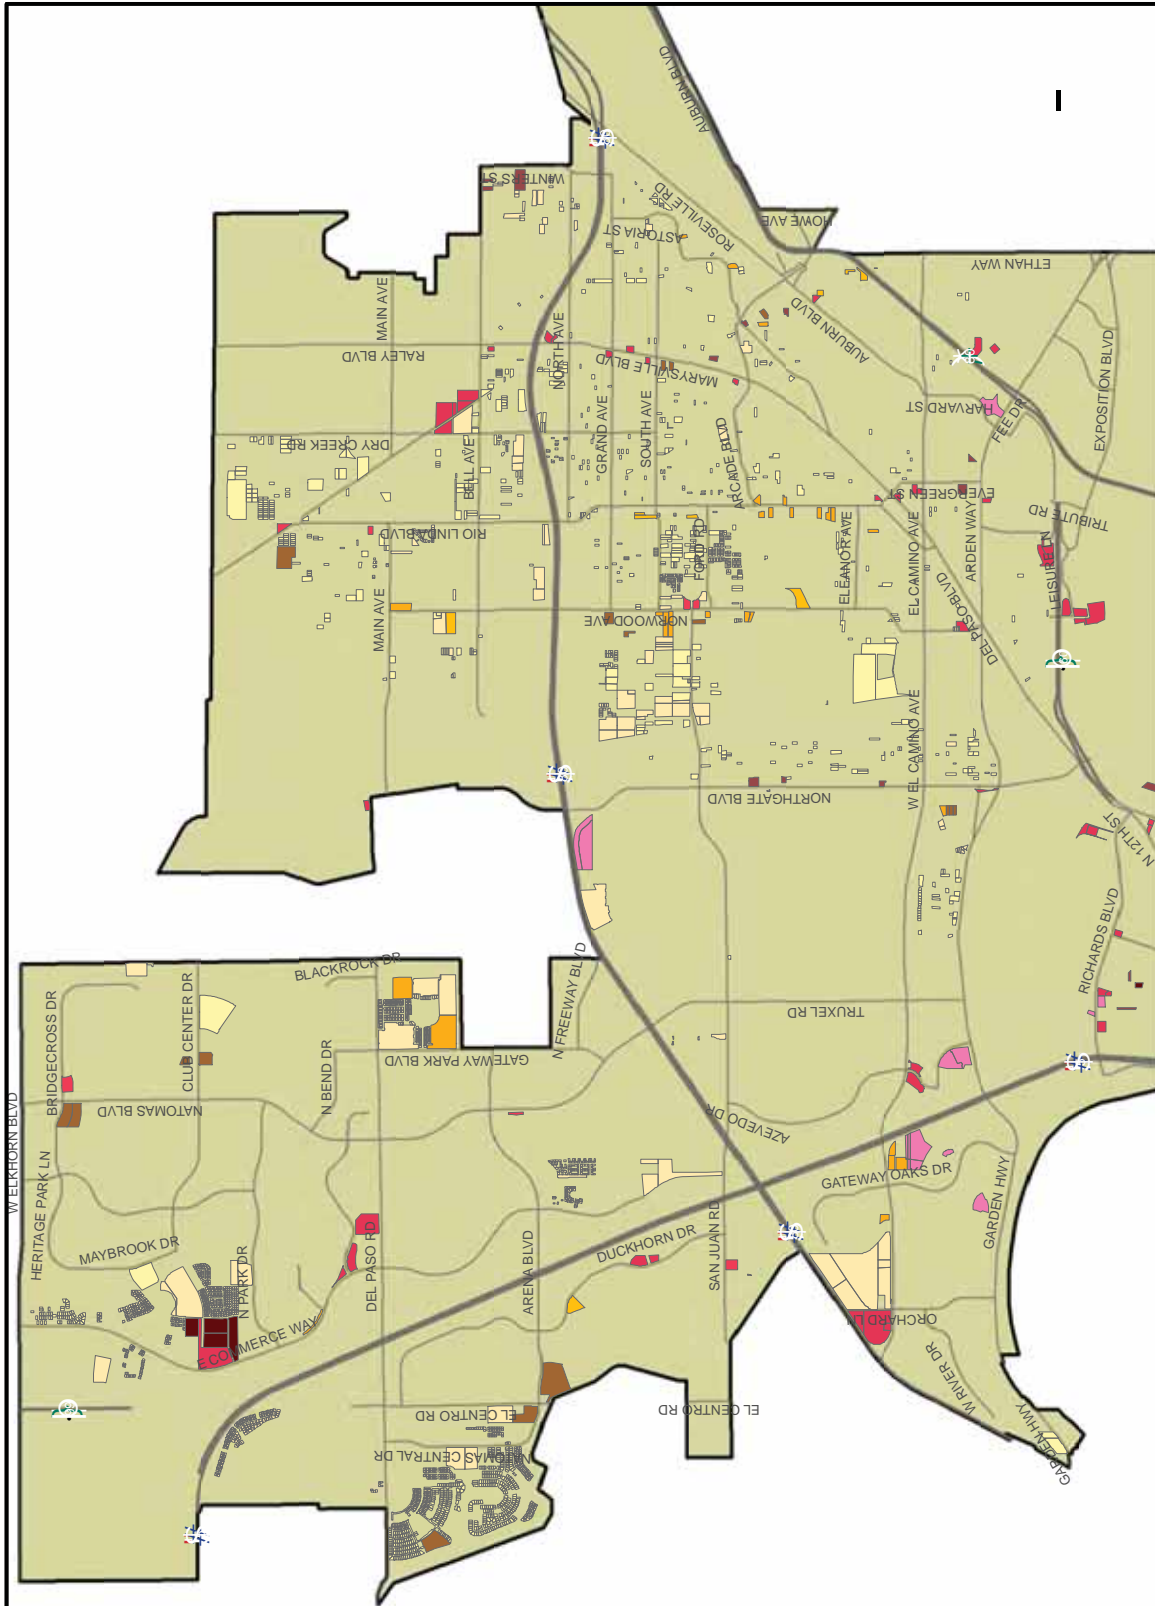 AUBURN BLVD
WINTERS ST
ROSEVILLE RD
HOWE AVE
ASTORIA ST
ETHAN WAY
MAIN AVE
AUBURN BLVD
NORTH AVE
RALEY BLVD
MARYSVILLE BLVD
EXPOSITION BLVD
HARVARD ST
FEE DR
GRAND AVE
SOUTH AVE
ARCADE BLVD
DRY CREEK RD
BELL AVE
EVERGREEN ST
TRIBUTE RD
RIO LINDA BLVD
FORD RD
ELEANOR AVE
EL CAMINO AVE
ARDEN WAY
LEISURE LN
MAIN AVE
NORWOOD AVE
DEL PASO BLVD
W EL CAMINO AVE
NORTHGATE BLVD
N 12TH ST
RICHARDS BLVD
BLACKROCK DR
N FREEWAY BLVD
TRUXEL RD
BRIDGECROSS DR
CLUB CENTER DR
N BEND DR
GATEWAY PARK BLVD
NATOMAS BLVD
AZEVEDO DR
W ELKHORN BLVD
HERITAGE PARK LN
GATEWAY OAKS DR
GARDEN HWY
MAYBROOK DR
N PARK DR
DEL PASO RD
ARENA BLVD
DUCKHORN DR
SAN JUAN RD
E COMMERCE WAY
ORCHARD LN
W RIVER DR
EL CENTRO RD
EL CENTRO RD
GARDEN HWY
NATOMAS CENTRAL DR